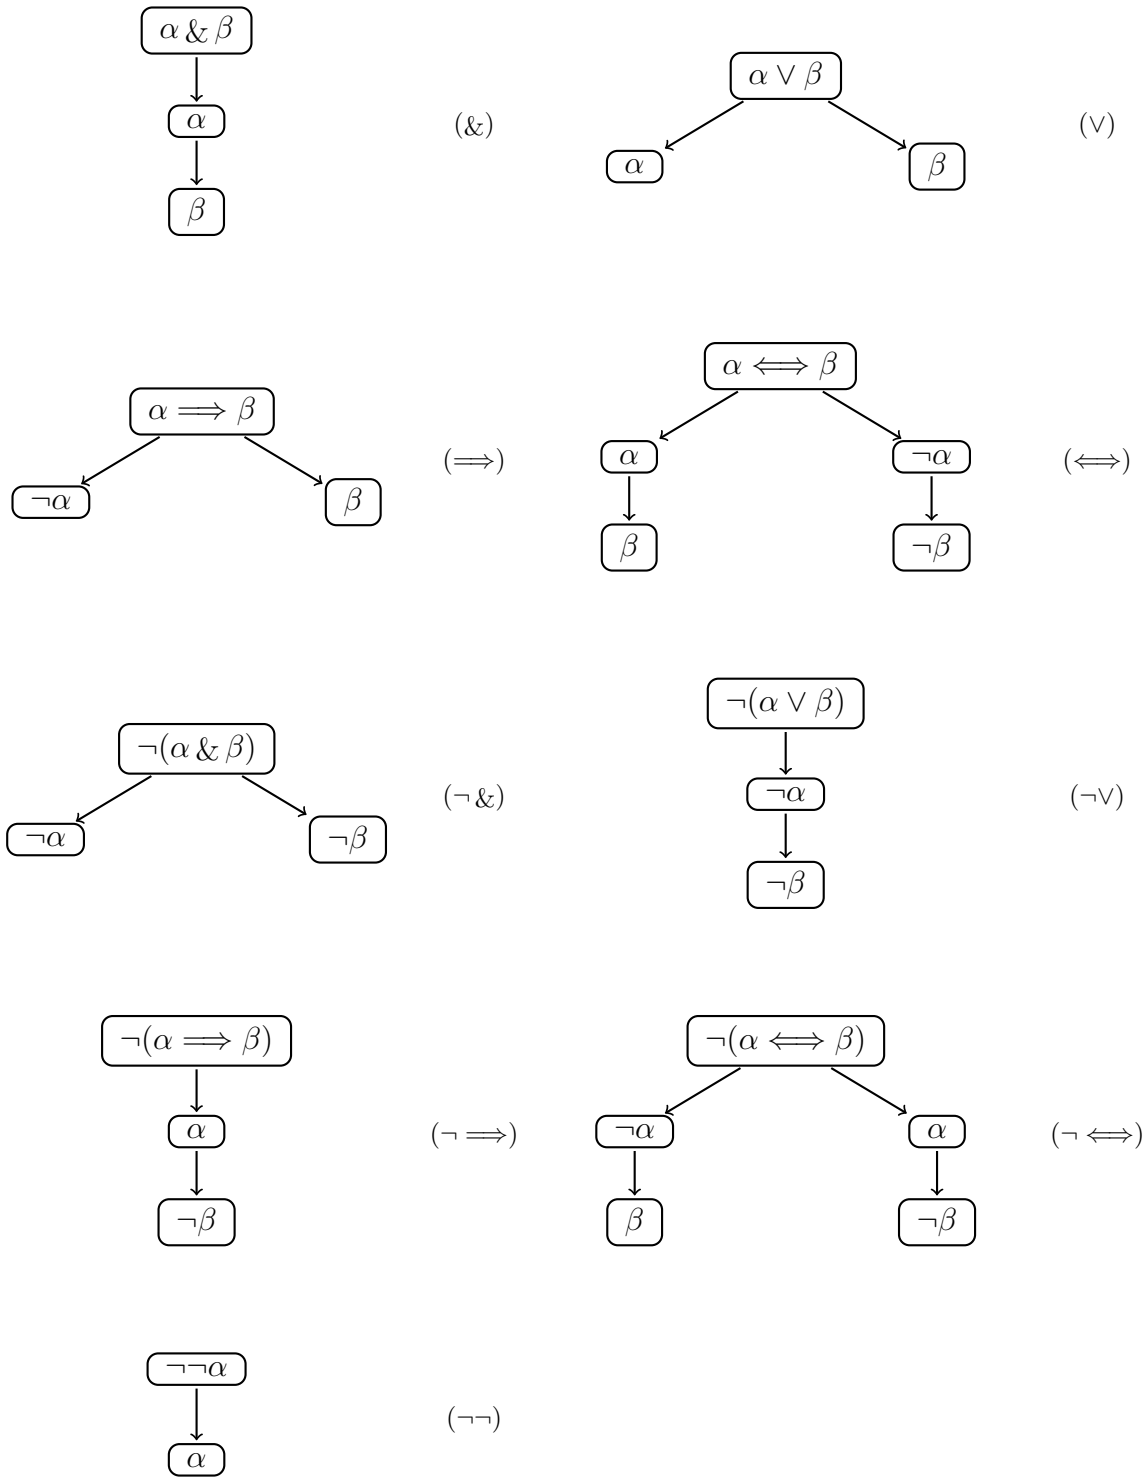 α & β
α
β
(&)
α ∨ β
α
β
(∨)
α ⟹ β
¬α
β
(⟹)
α ⟺ β
α
¬α
β
¬β
(⟺)
¬(α & β)
¬α
¬β
(¬ &)
¬(α ∨ β)
¬α
¬β
(¬∨)
¬(α ⟹ β)
α
¬β
(¬ ⟹)
¬(α ⟺ β)
¬α
α
β
¬β
(¬ ⟺)
¬¬α
α
(¬¬)